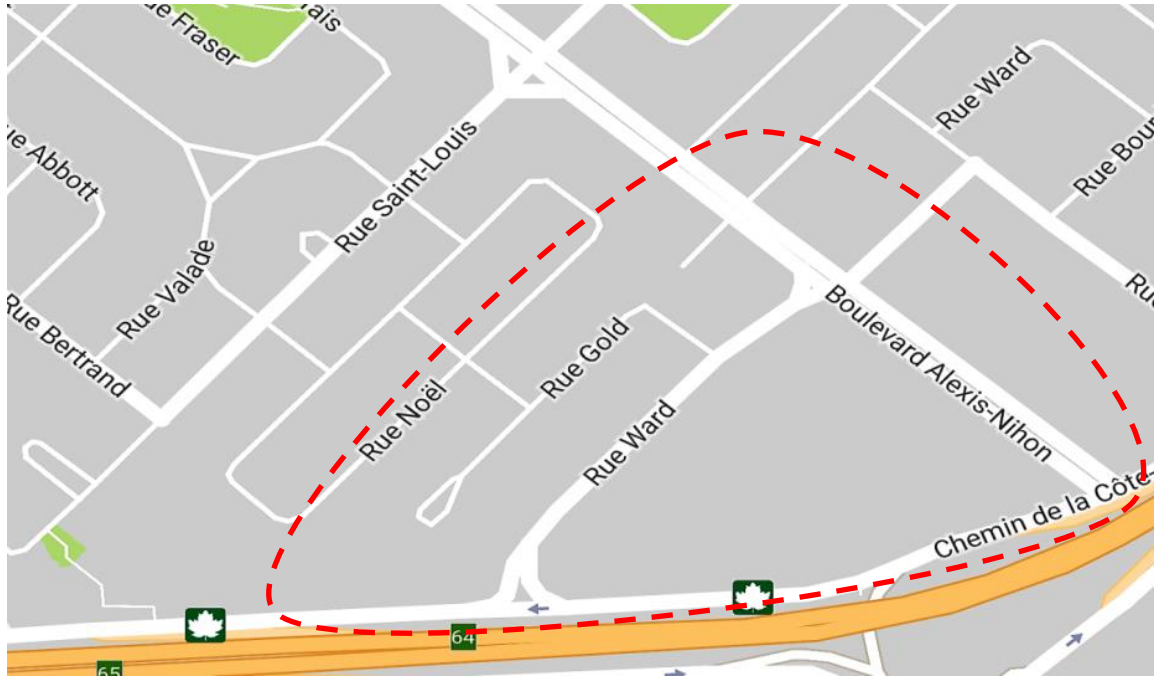 Rue Ward
Rue Saint-Louis
Rue Valade
Rue Bertrand
Boulevard Alexis-Nihon
Rue Gold
Rue Noël
Rue Ward
Chemin de la Côte-
64
65
Fraser
Abbott
Rue